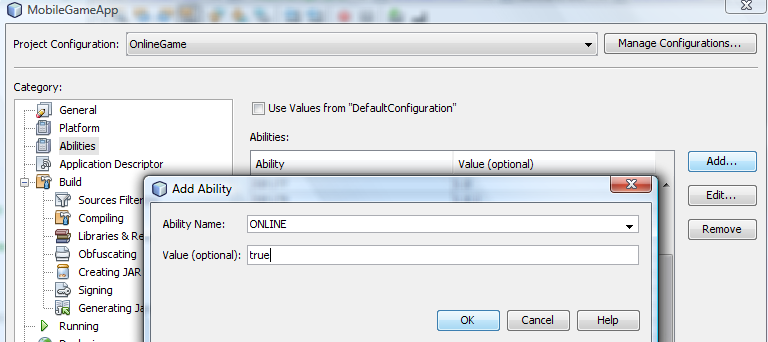 MobileGameApp
Project Configuration: OnlineGame Manage Configurations...
Category:
General
Platform
Abilities
Application Descriptor
Build
Sources Filter
Compiling
Libraries & Re
Obfuscating
Creating JAR
Signing
Generating Ja
Running
Use Values from "DefaultConfiguration"
Abilities:
Ability Value (optional)
Add...
Edit...
Remove
Add Ability
Ability Name: ONLINE
Value (optional): true
OK Cancel Help